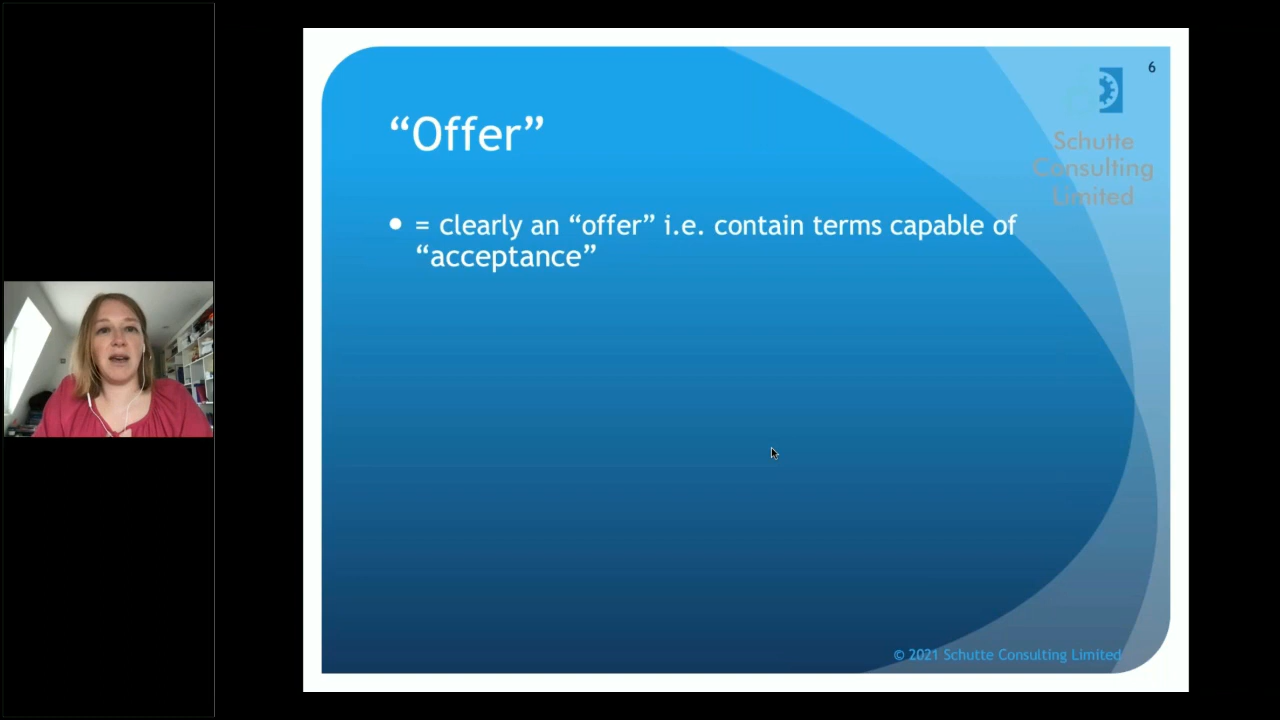 6
Schutte
Consulting
Limited
“Offer”
• = clearly an “offer” i.e. contain terms capable of
“acceptance”
© 2021 Schutte Consulting Limited